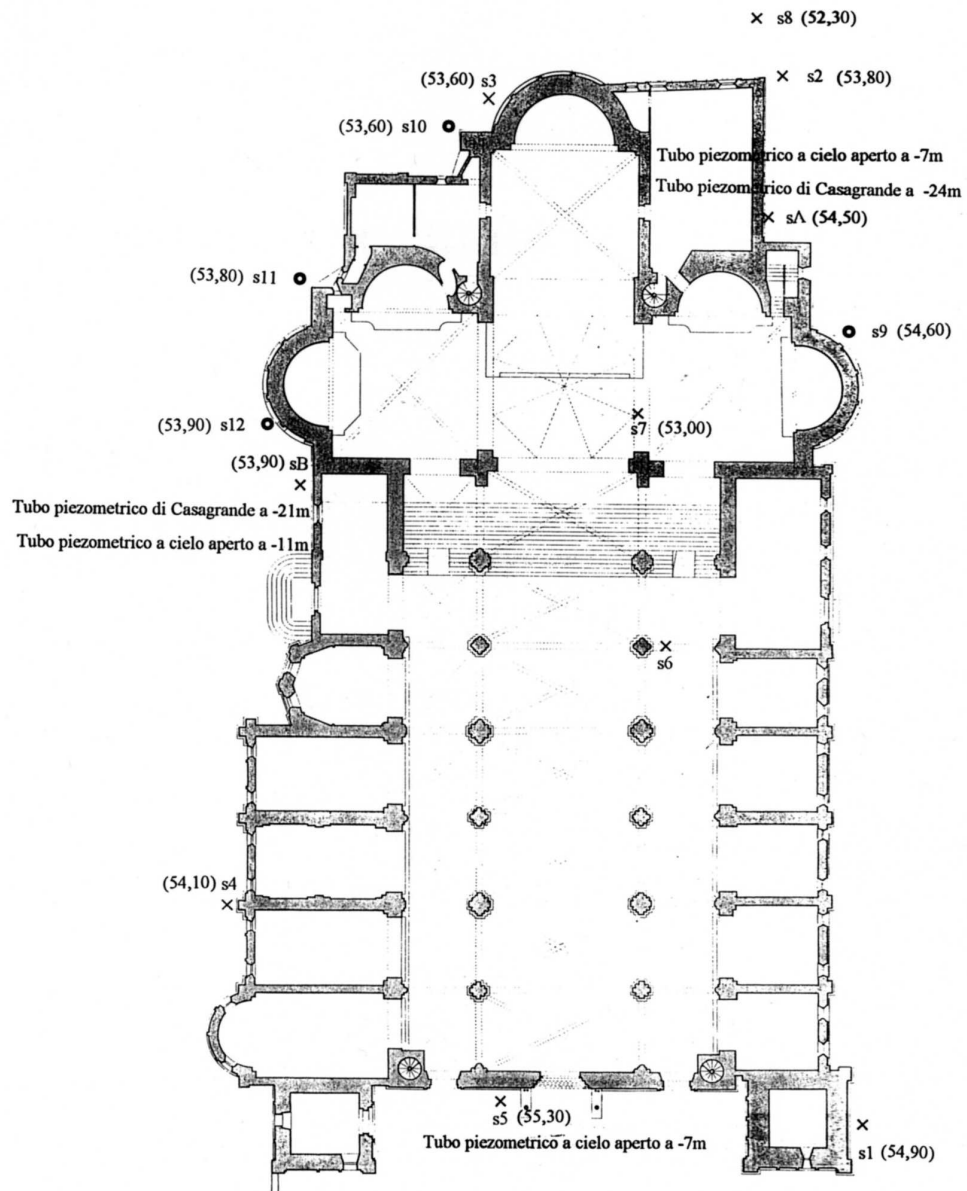 s8 (52,30)
s2 (53,80)
(53,60) s3
(53,60) s10
Tubo piezometrico a cielo aperto a -7m
Tubo piezometrico di Casagrande a -24m
sΛ (54,50)
(53,80) s11
s9 (54,60)
(53,90) s12
s7 (53,00)
(53,90) sB
Tubo piezometrico di Casagrande a -21m
Tubo piezometrico a cielo aperto a -11m
s6
(54,10) s4
s5 (55,30)
Tubo piezometrico a cielo aperto a -7m
s1 (54,90)